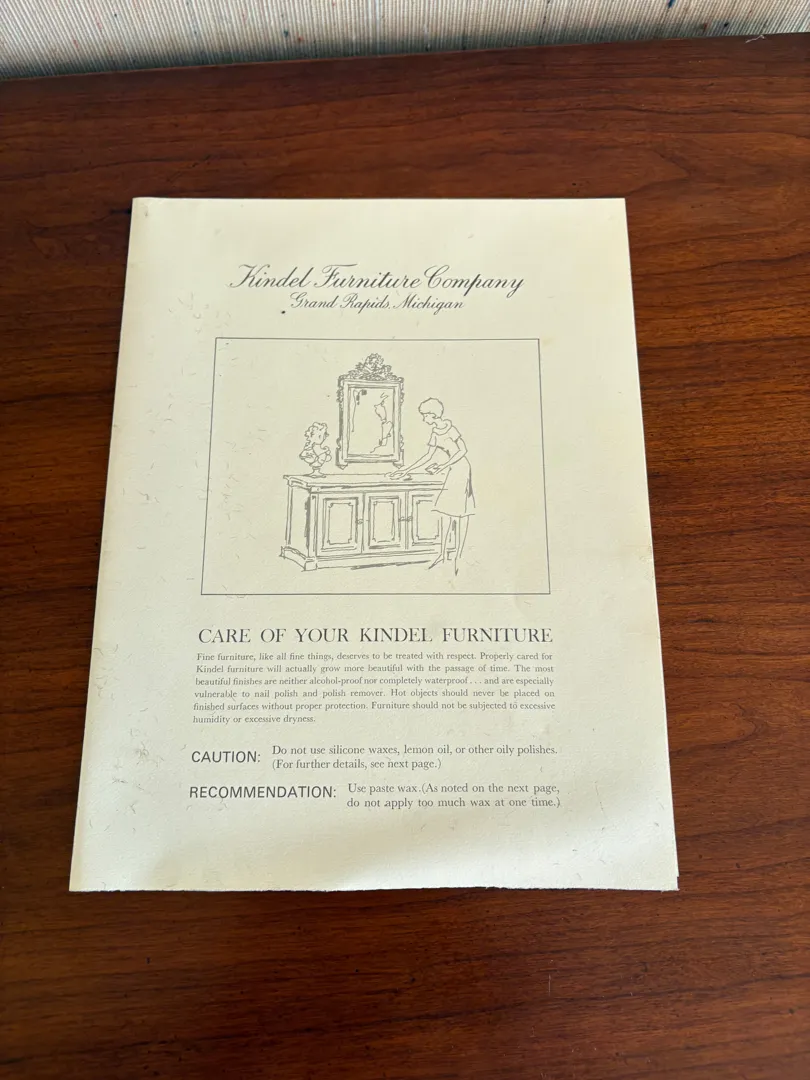 Kindel Furniture Company
Grand Rapids, Michigan
CARE OF YOUR KINDEL FURNITURE
Fine furniture, like all fine things, deserves to be treated with respect. Properly cared for
Kindel furniture will actually grow more beautiful with the passage of time. The most
beautiful finishes are neither alcohol-proof nor completely waterproof . . . and are especially
vulnerable to nail polish and polish remover. Hot objects should never be placed on
finished surfaces without proper protection. Furniture should not be subjected to excessive
humidity or excessive dryness.
CAUTION: Do not use silicone waxes, lemon oil, or other oily polishes.
(For further details, see next page.)
RECOMMENDATION: Use paste wax.(As noted on the next page,
do not apply too much wax at one time.)